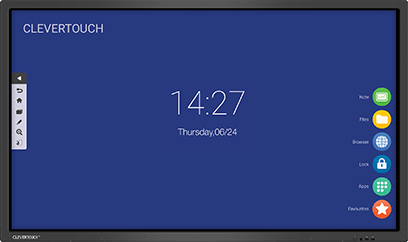 CLEVERTOUCH
14:27
Thursday,06/24
Note
Files
Browser
Lock
Apps
Favourites
CLEVERTOUCH